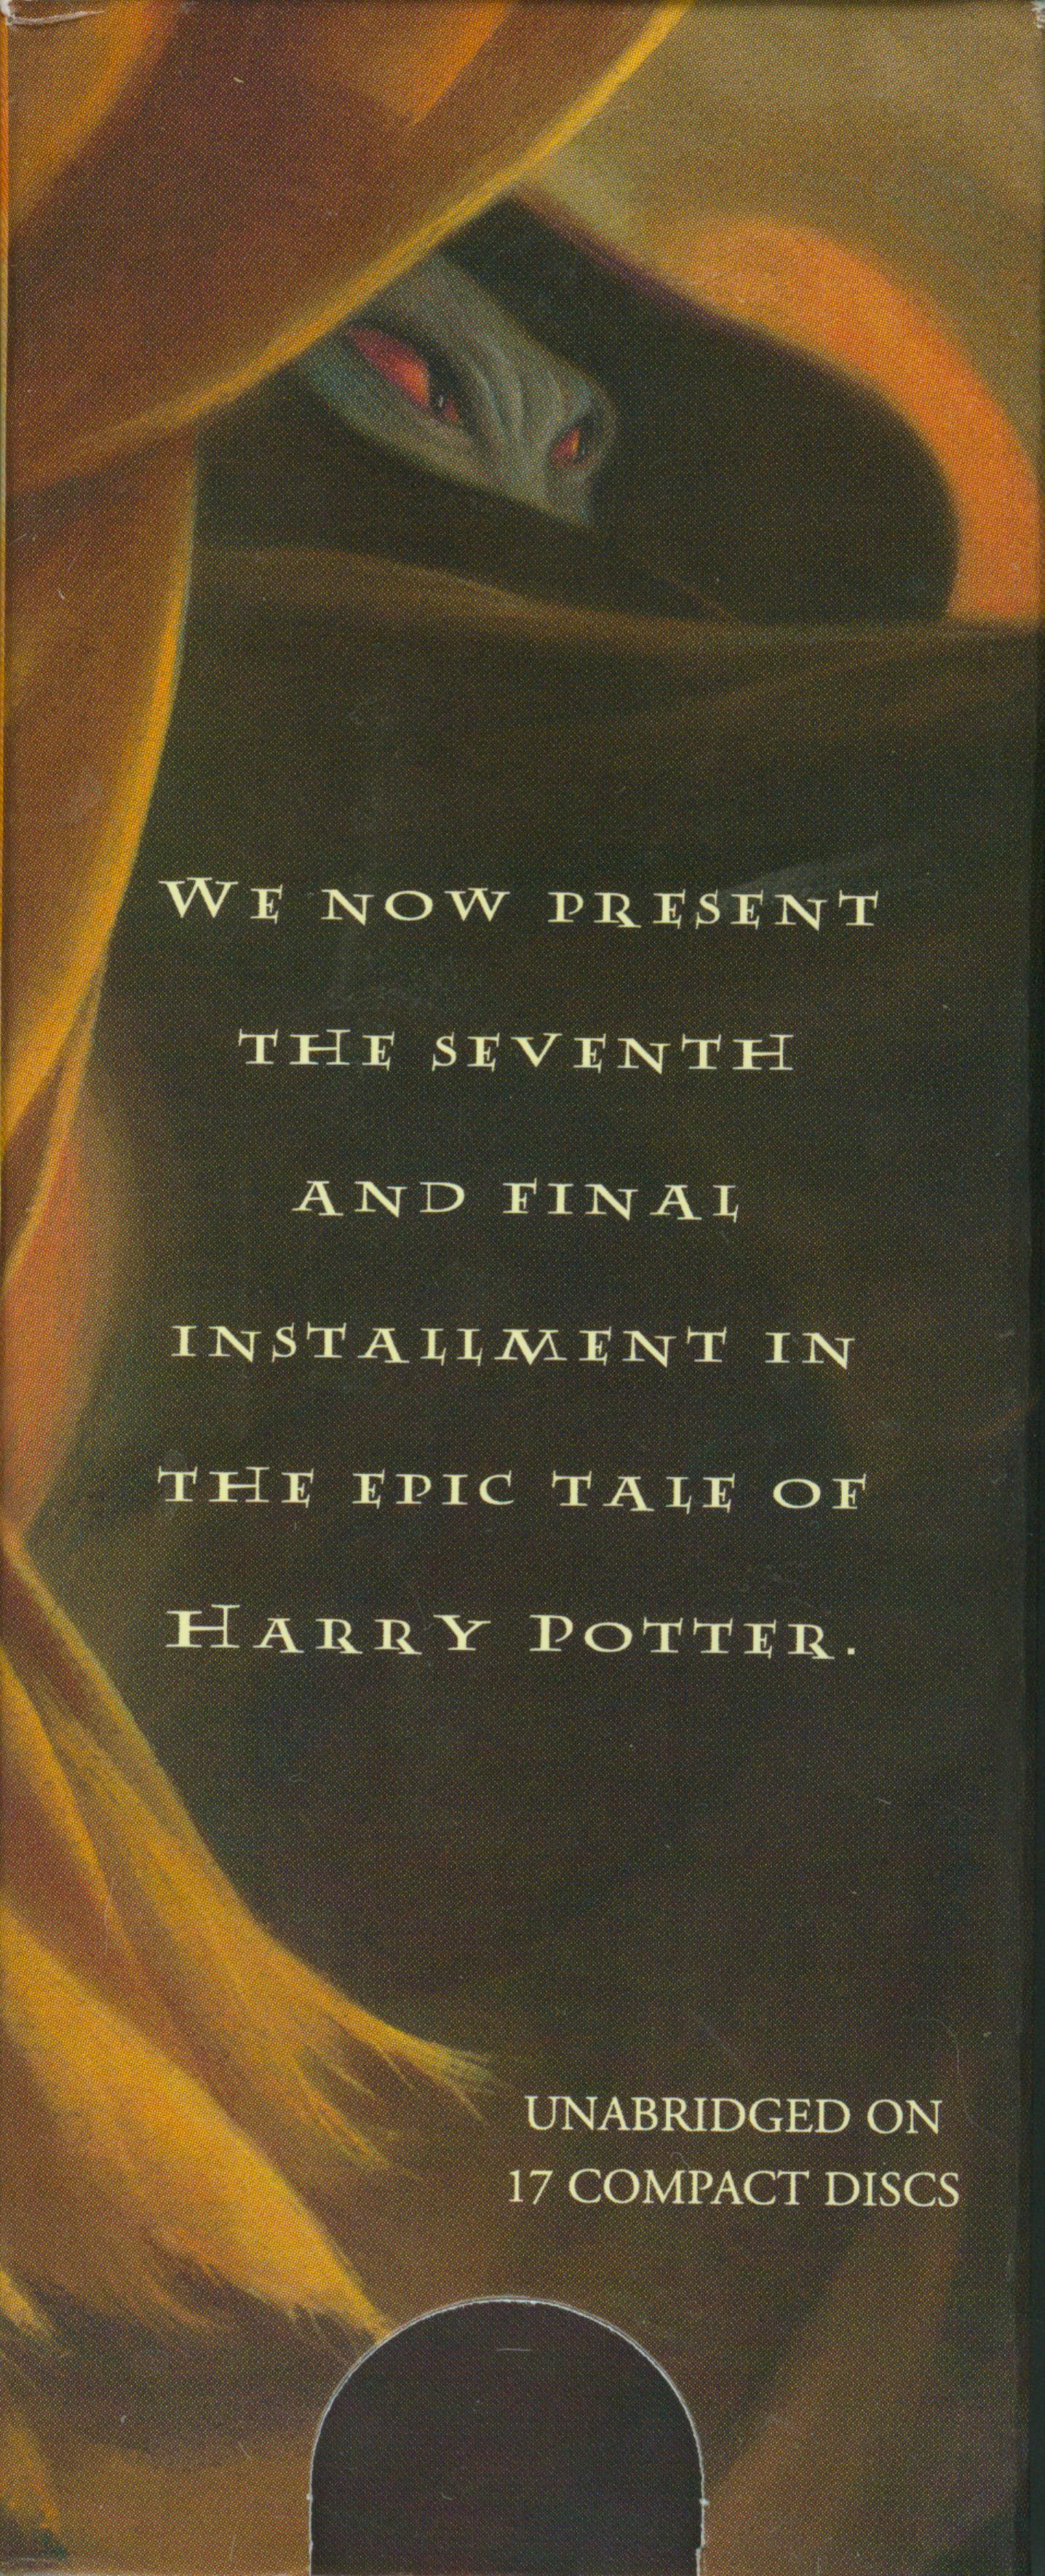 We now present
the seventh
and final
installment in
the epic tale of
Harry Potter.
UNABRIDGED ON
17 COMPACT DISCS